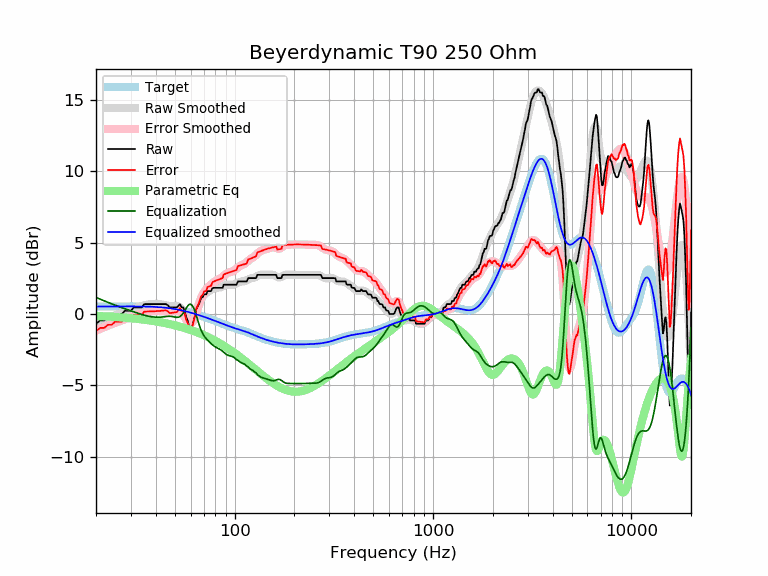 Beyerdynamic T90 250 Ohm
Target
Raw Smoothed
Error Smoothed
Raw
Error
Parametric Eq
Equalization
Equalized smoothed
15
10
5
0
−5
−10
Amplitude (dBr)
100
1000
10000
Frequency (Hz)